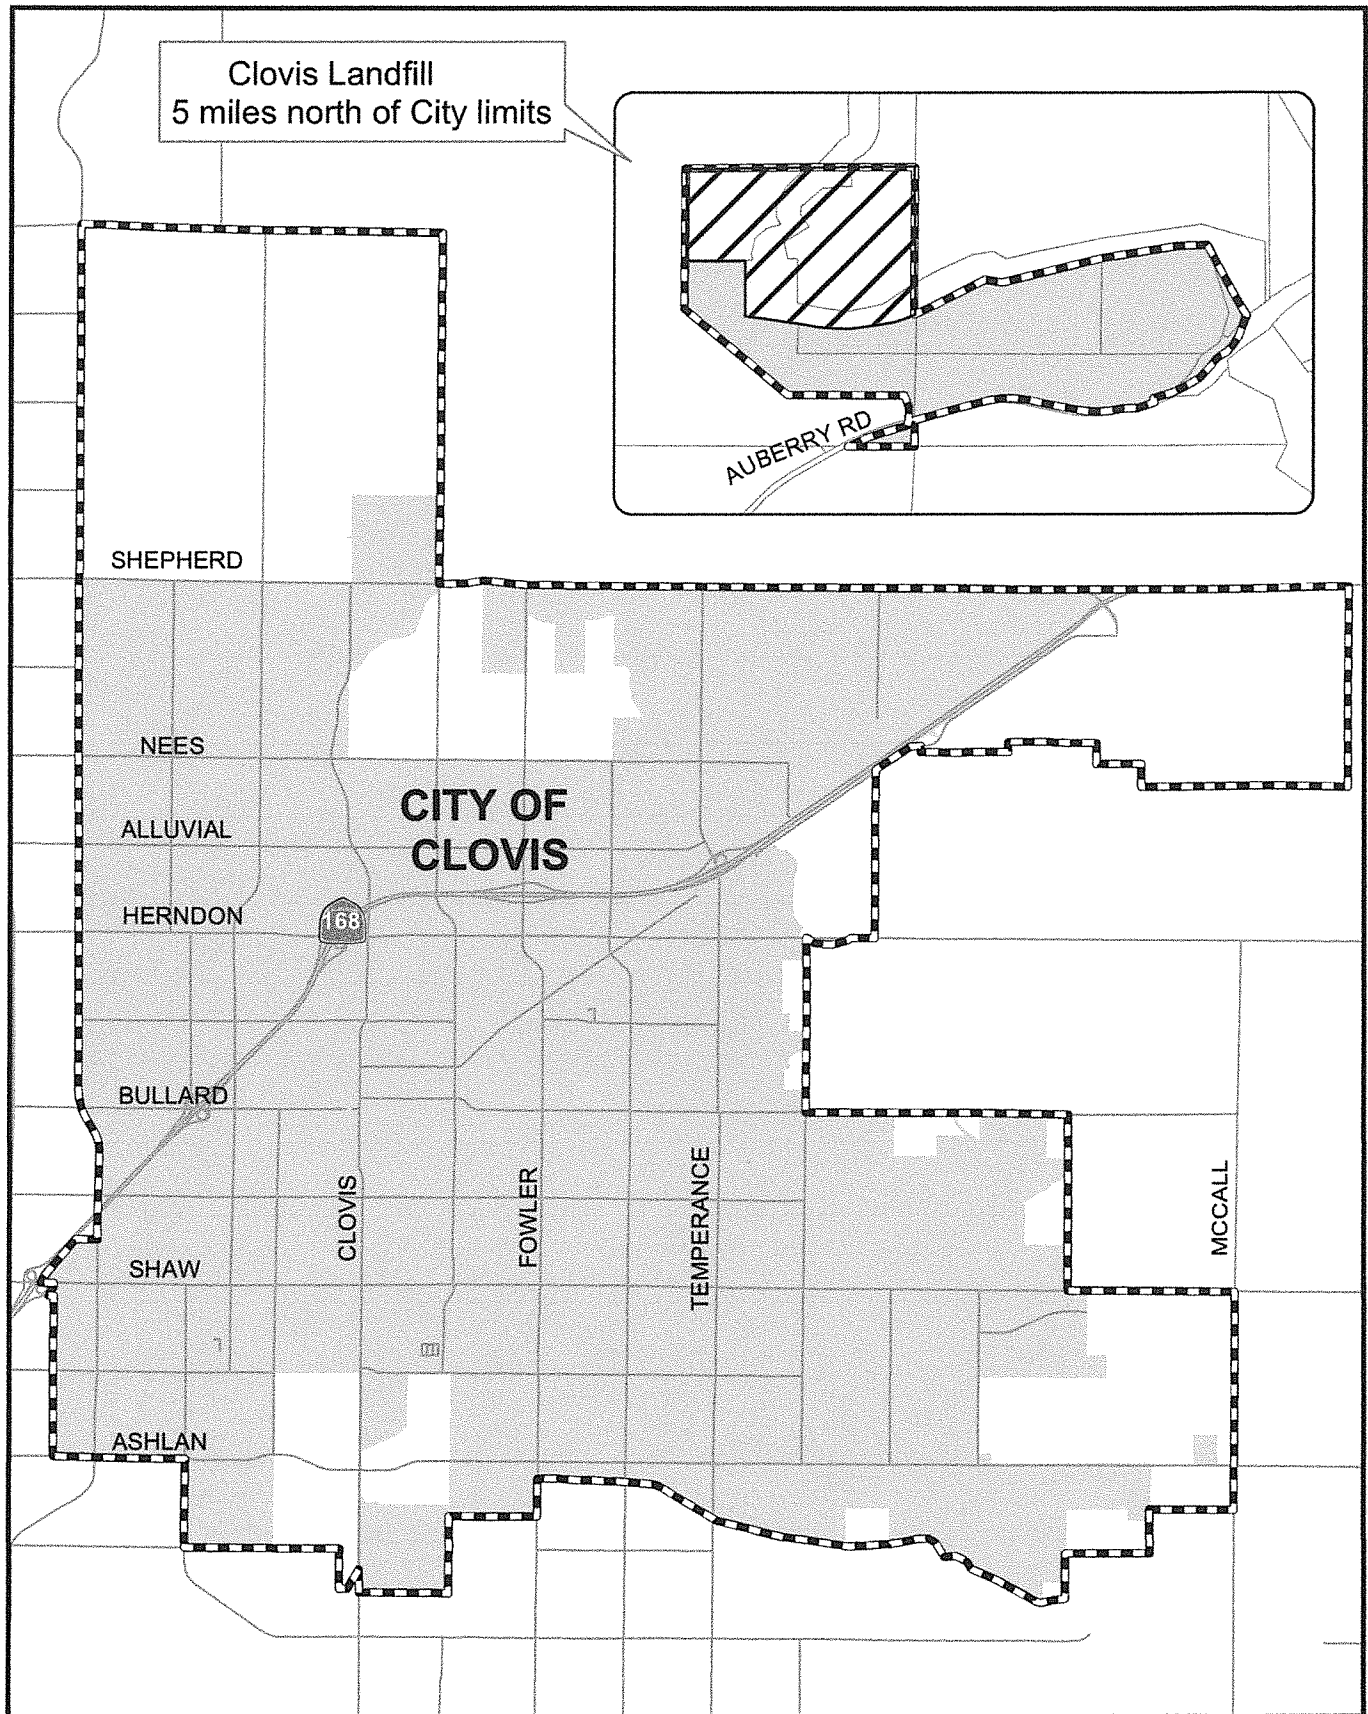 Clovis Landfill
5 miles north of City limits
AUBERRY RD
SHEPHERD
NEES
CITY OF
CLOVIS
ALLUVIAL
HERNDON
168
BULLARD
CLOVIS
FOWLER
TEMPERANCE
MCCALL
SHAW
ASHLAN